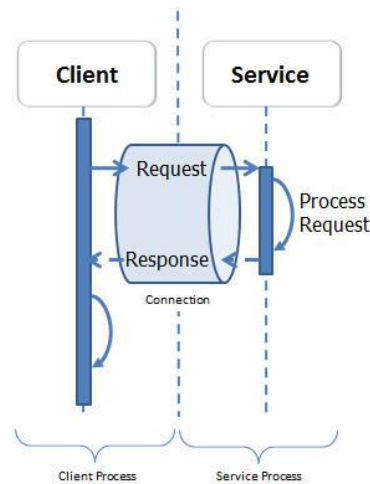 Client
Service
Request
Process
Request
Response
Connection
Client Process
Service Process